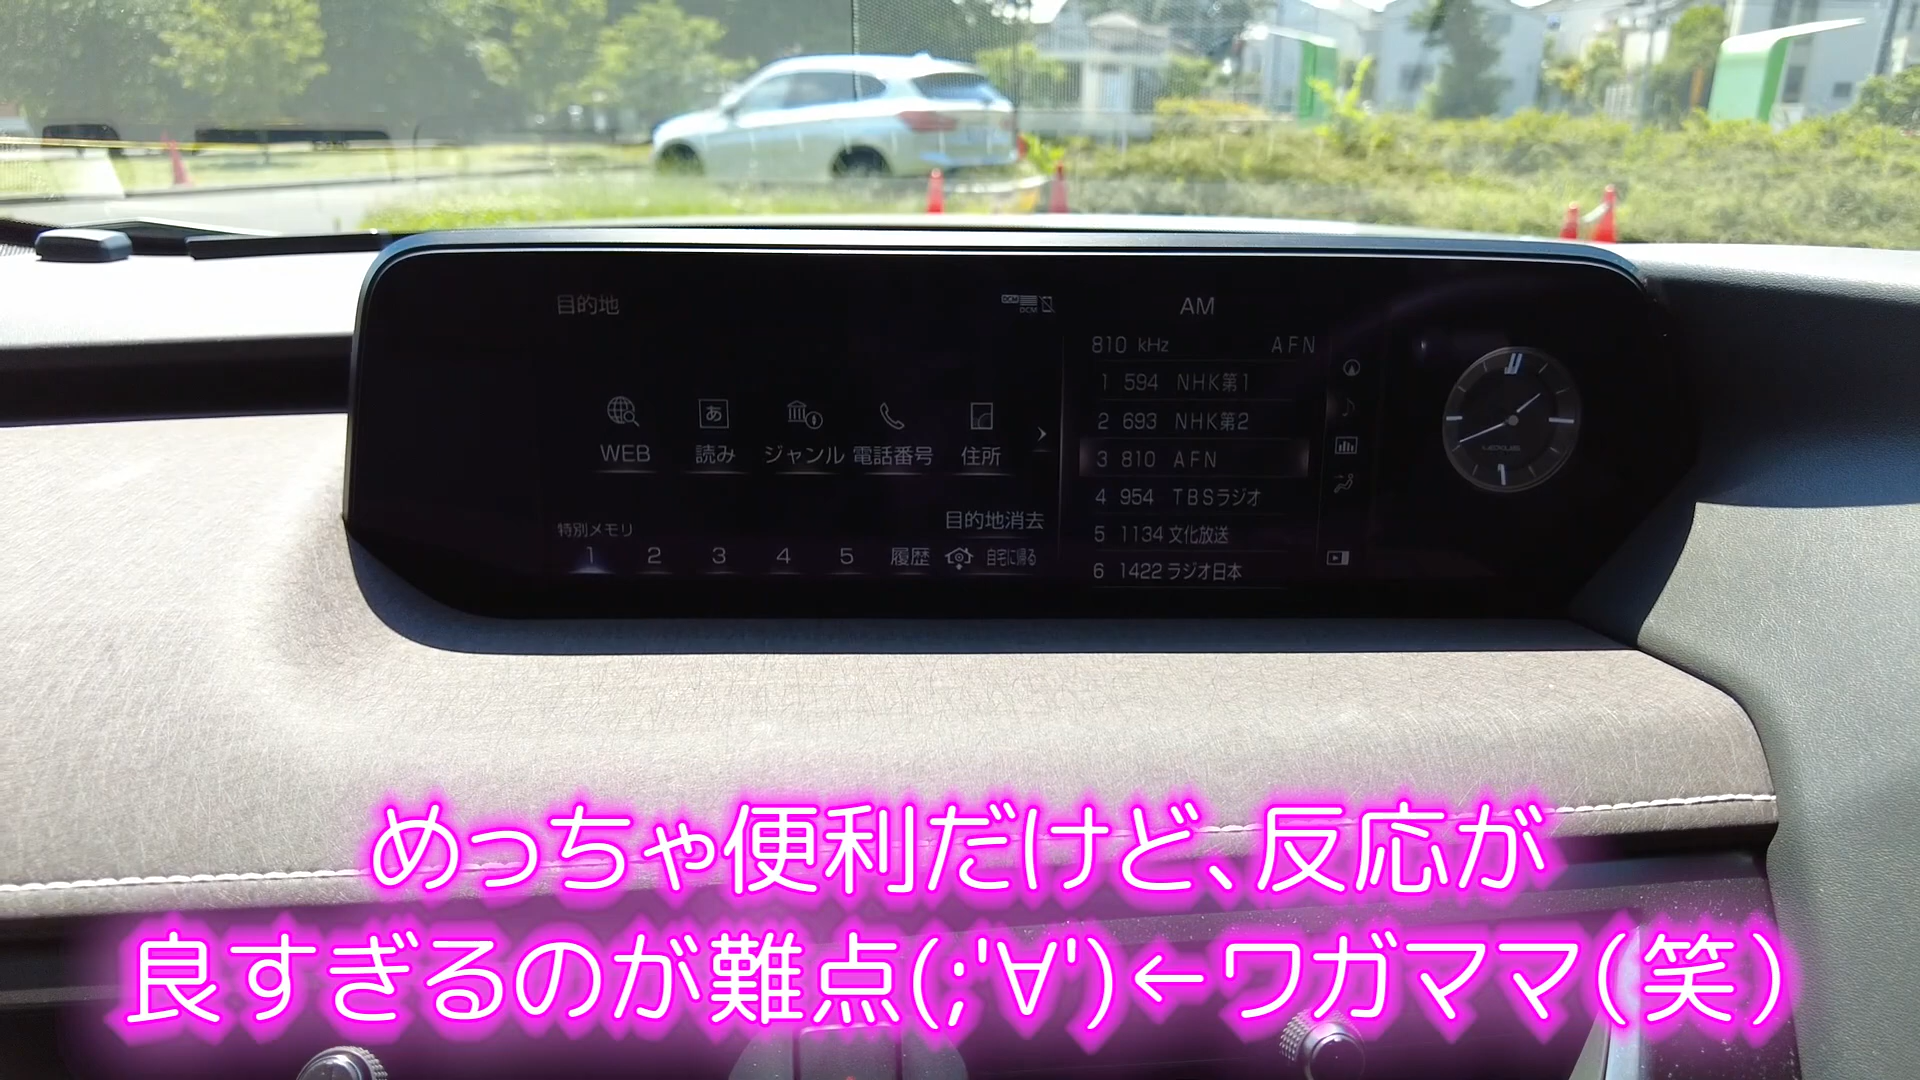 目的地
DCM
DCM
WEB
読み
ジャンル
電話番号
住所
目的地消去
特別メモリ
1 2 3 4 5 履歴 自宅に帰る
AM
810 kHz AFN
1 594 NHK第1
2 693 NHK第2
3 810 AFN
4 954 TBSラジオ
5 1134 文化放送
6 1422 ラジオ日本
LEXUS
めっちゃ便利だけど、反応が
良すぎるのが難点(;'∀')←ワガママ(笑)